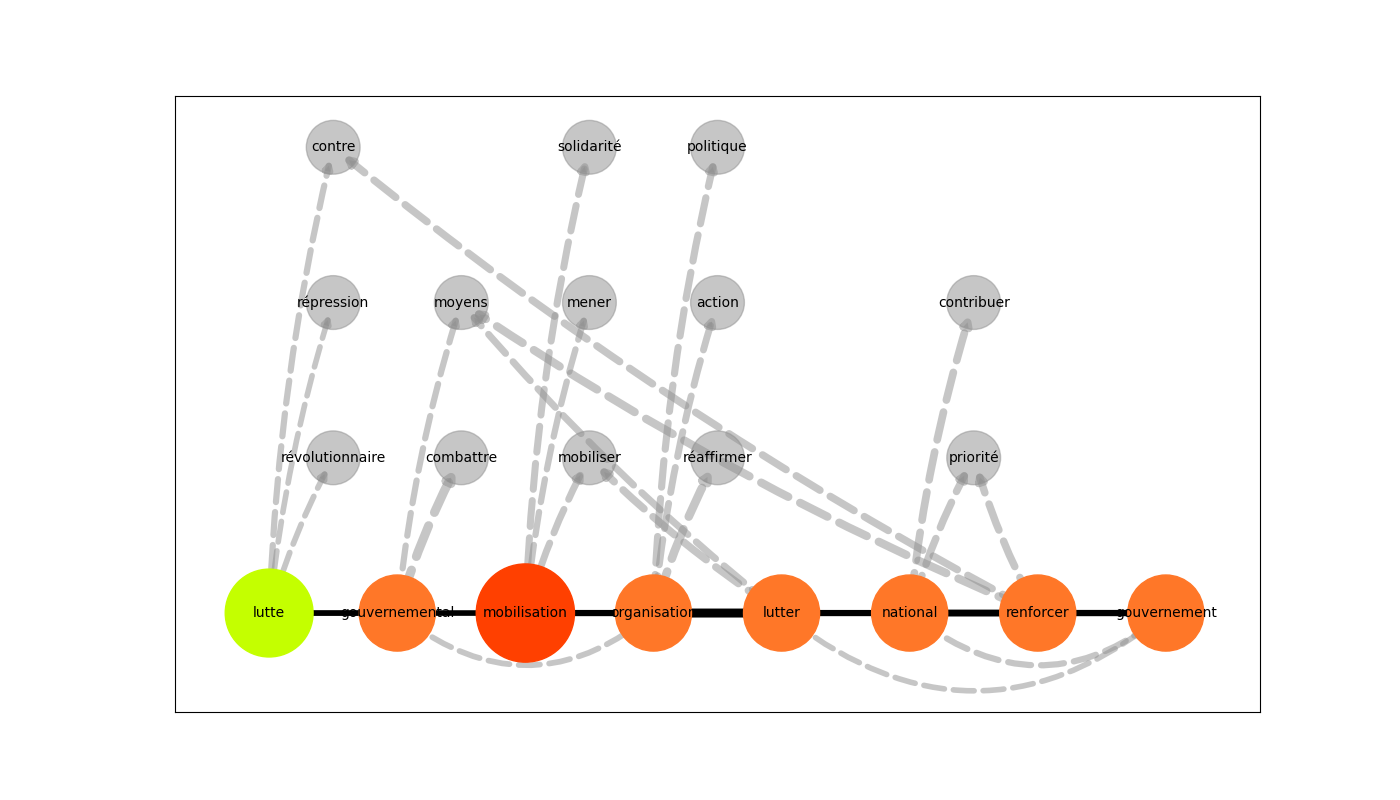 contre solidarité politique
répression moyens mener action contribuer
révolutionnaire combattre mobiliser réaffirmer priorité
lutte gouvernemental mobilisation organisation lutter national renforcer gouvernement